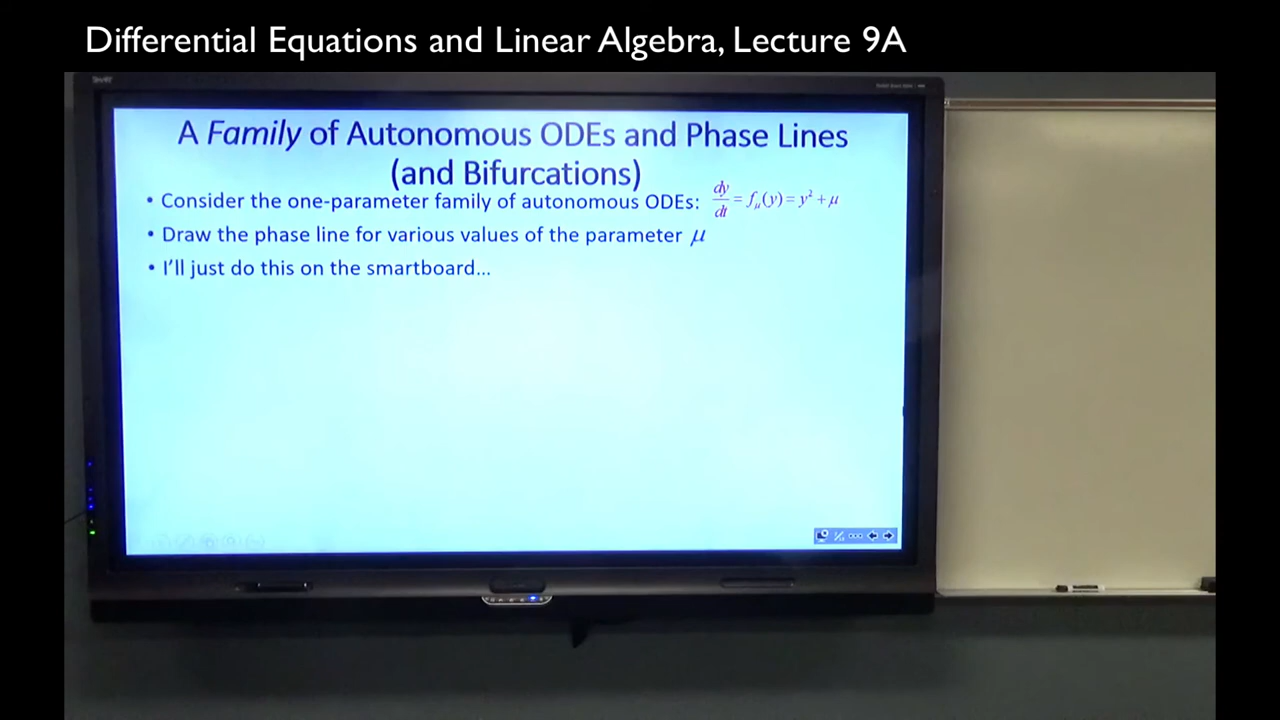 Differential Equations and Linear Algebra, Lecture 9A
A Family of Autonomous ODEs and Phase Lines
(and Bifurcations)
• Consider the one-parameter family of autonomous ODEs: dy/dt = f_μ(y) = y² + μ
• Draw the phase line for various values of the parameter μ
• I'll just do this on the smartboard...